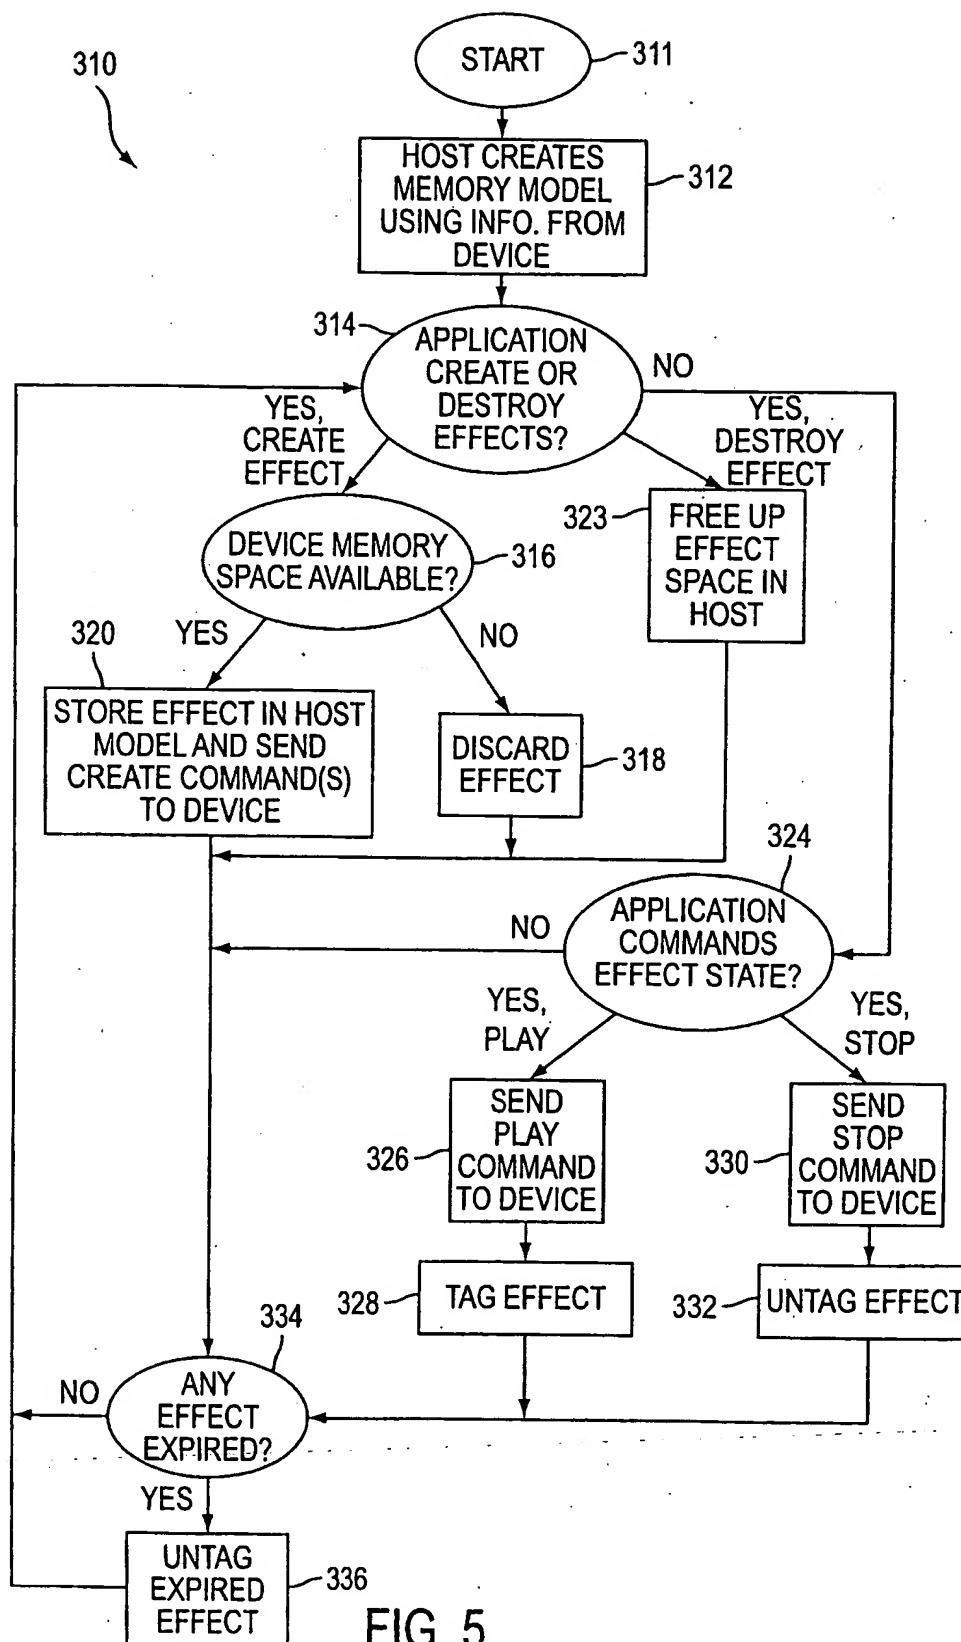 310
START
311
HOST CREATES
MEMORY MODEL
USING INFO. FROM
DEVICE
312
314
APPLICATION
CREATE OR
DESTROY
EFFECTS?
NO
YES,
CREATE
EFFECT
YES,
DESTROY
EFFECT
DEVICE MEMORY
SPACE AVAILABLE?
316
323
FREE UP
EFFECT
SPACE IN
HOST
320
YES
NO
STORE EFFECT IN HOST
MODEL AND SEND
CREATE COMMAND(S)
TO DEVICE
DISCARD
EFFECT
318
324
APPLICATION
COMMANDS
EFFECT STATE?
NO
YES,
PLAY
YES,
STOP
326
SEND
PLAY
COMMAND
TO DEVICE
330
SEND
STOP
COMMAND
TO DEVICE
328
TAG EFFECT
332
UNTAG EFFECT
334
ANY
EFFECT
EXPIRED?
NO
YES
UNTAG
EXPIRED
EFFECT
336
FIG. 5